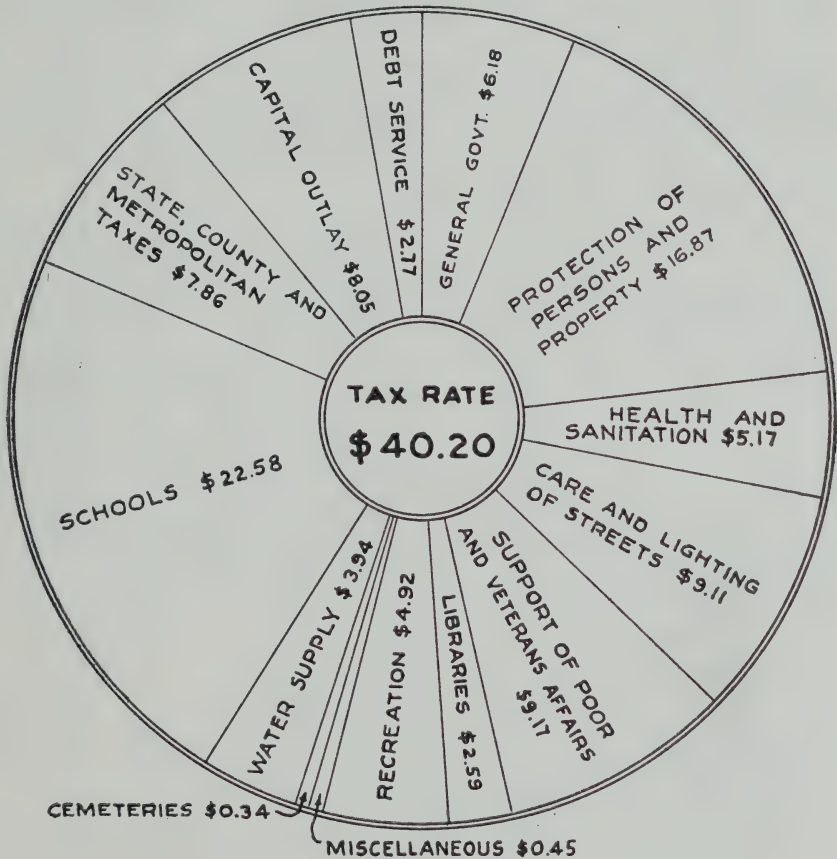 TAX RATE
$40.20
GENERAL GOVT. $6.18
PROTECTION OF
PERSONS AND
PROPERTY $16.87
HEALTH AND
SANITATION $5.17
CARE AND LIGHTING
OF STREETS $9.11
SUPPORT OF POOR
AND VETERANS AFFAIRS
$9.17
LIBRARIES $2.59
RECREATION $4.92
MISCELLANEOUS $0.45
CEMETERIES $0.34
WATER SUPPLY $3.94
SCHOOLS $22.58
STATE, COUNTY AND
METROPOLITAN
TAXES $7.86
CAPITAL OUTLAY $8.05
DEBT SERVICE $2.77